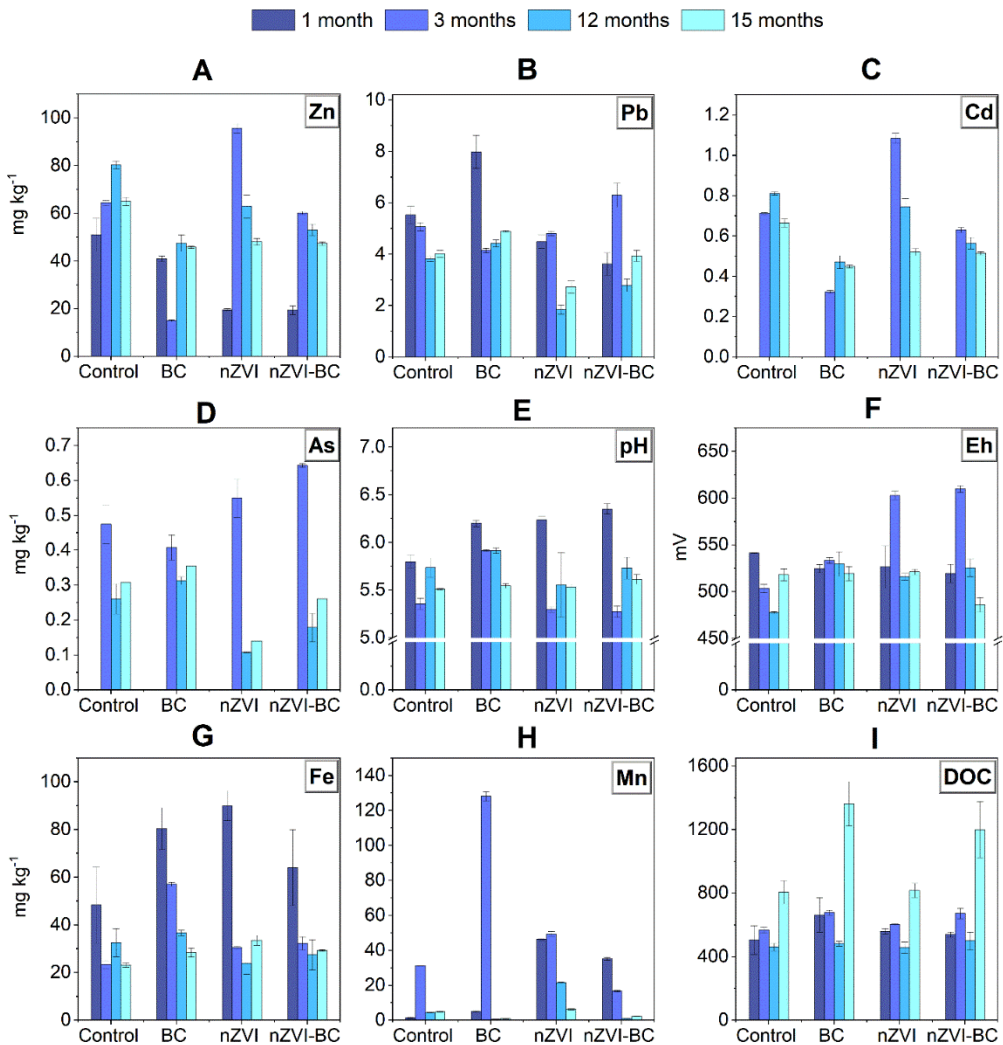 1 month 3 months 12 months 15 months
A B C
Zn
mg kg⁻¹
100
80
60
40
20
0
Control BC nZVI nZVI-BC
Pb
10
8
6
4
2
0
Control BC nZVI nZVI-BC
Cd
1.2
1.0
0.8
0.6
0.4
0.2
0.0
Control BC nZVI nZVI-BC
D E F
As
mg kg⁻¹
0.7
0.6
0.5
0.4
0.3
0.2
0.1
0.0
Control BC nZVI nZVI-BC
pH
7.0
6.5
6.0
5.5
5.0
0.0
Control BC nZVI nZVI-BC
Eh
mV
650
600
550
500
450
0
Control BC nZVI nZVI-BC
G H I
Fe
mg kg⁻¹
100
80
60
40
20
0
Control BC nZVI nZVI-BC
Mn
140
130
120
50
40
30
20
10
0
Control BC nZVI nZVI-BC
DOC
1600
1200
800
400
0
Control BC nZVI nZVI-BC